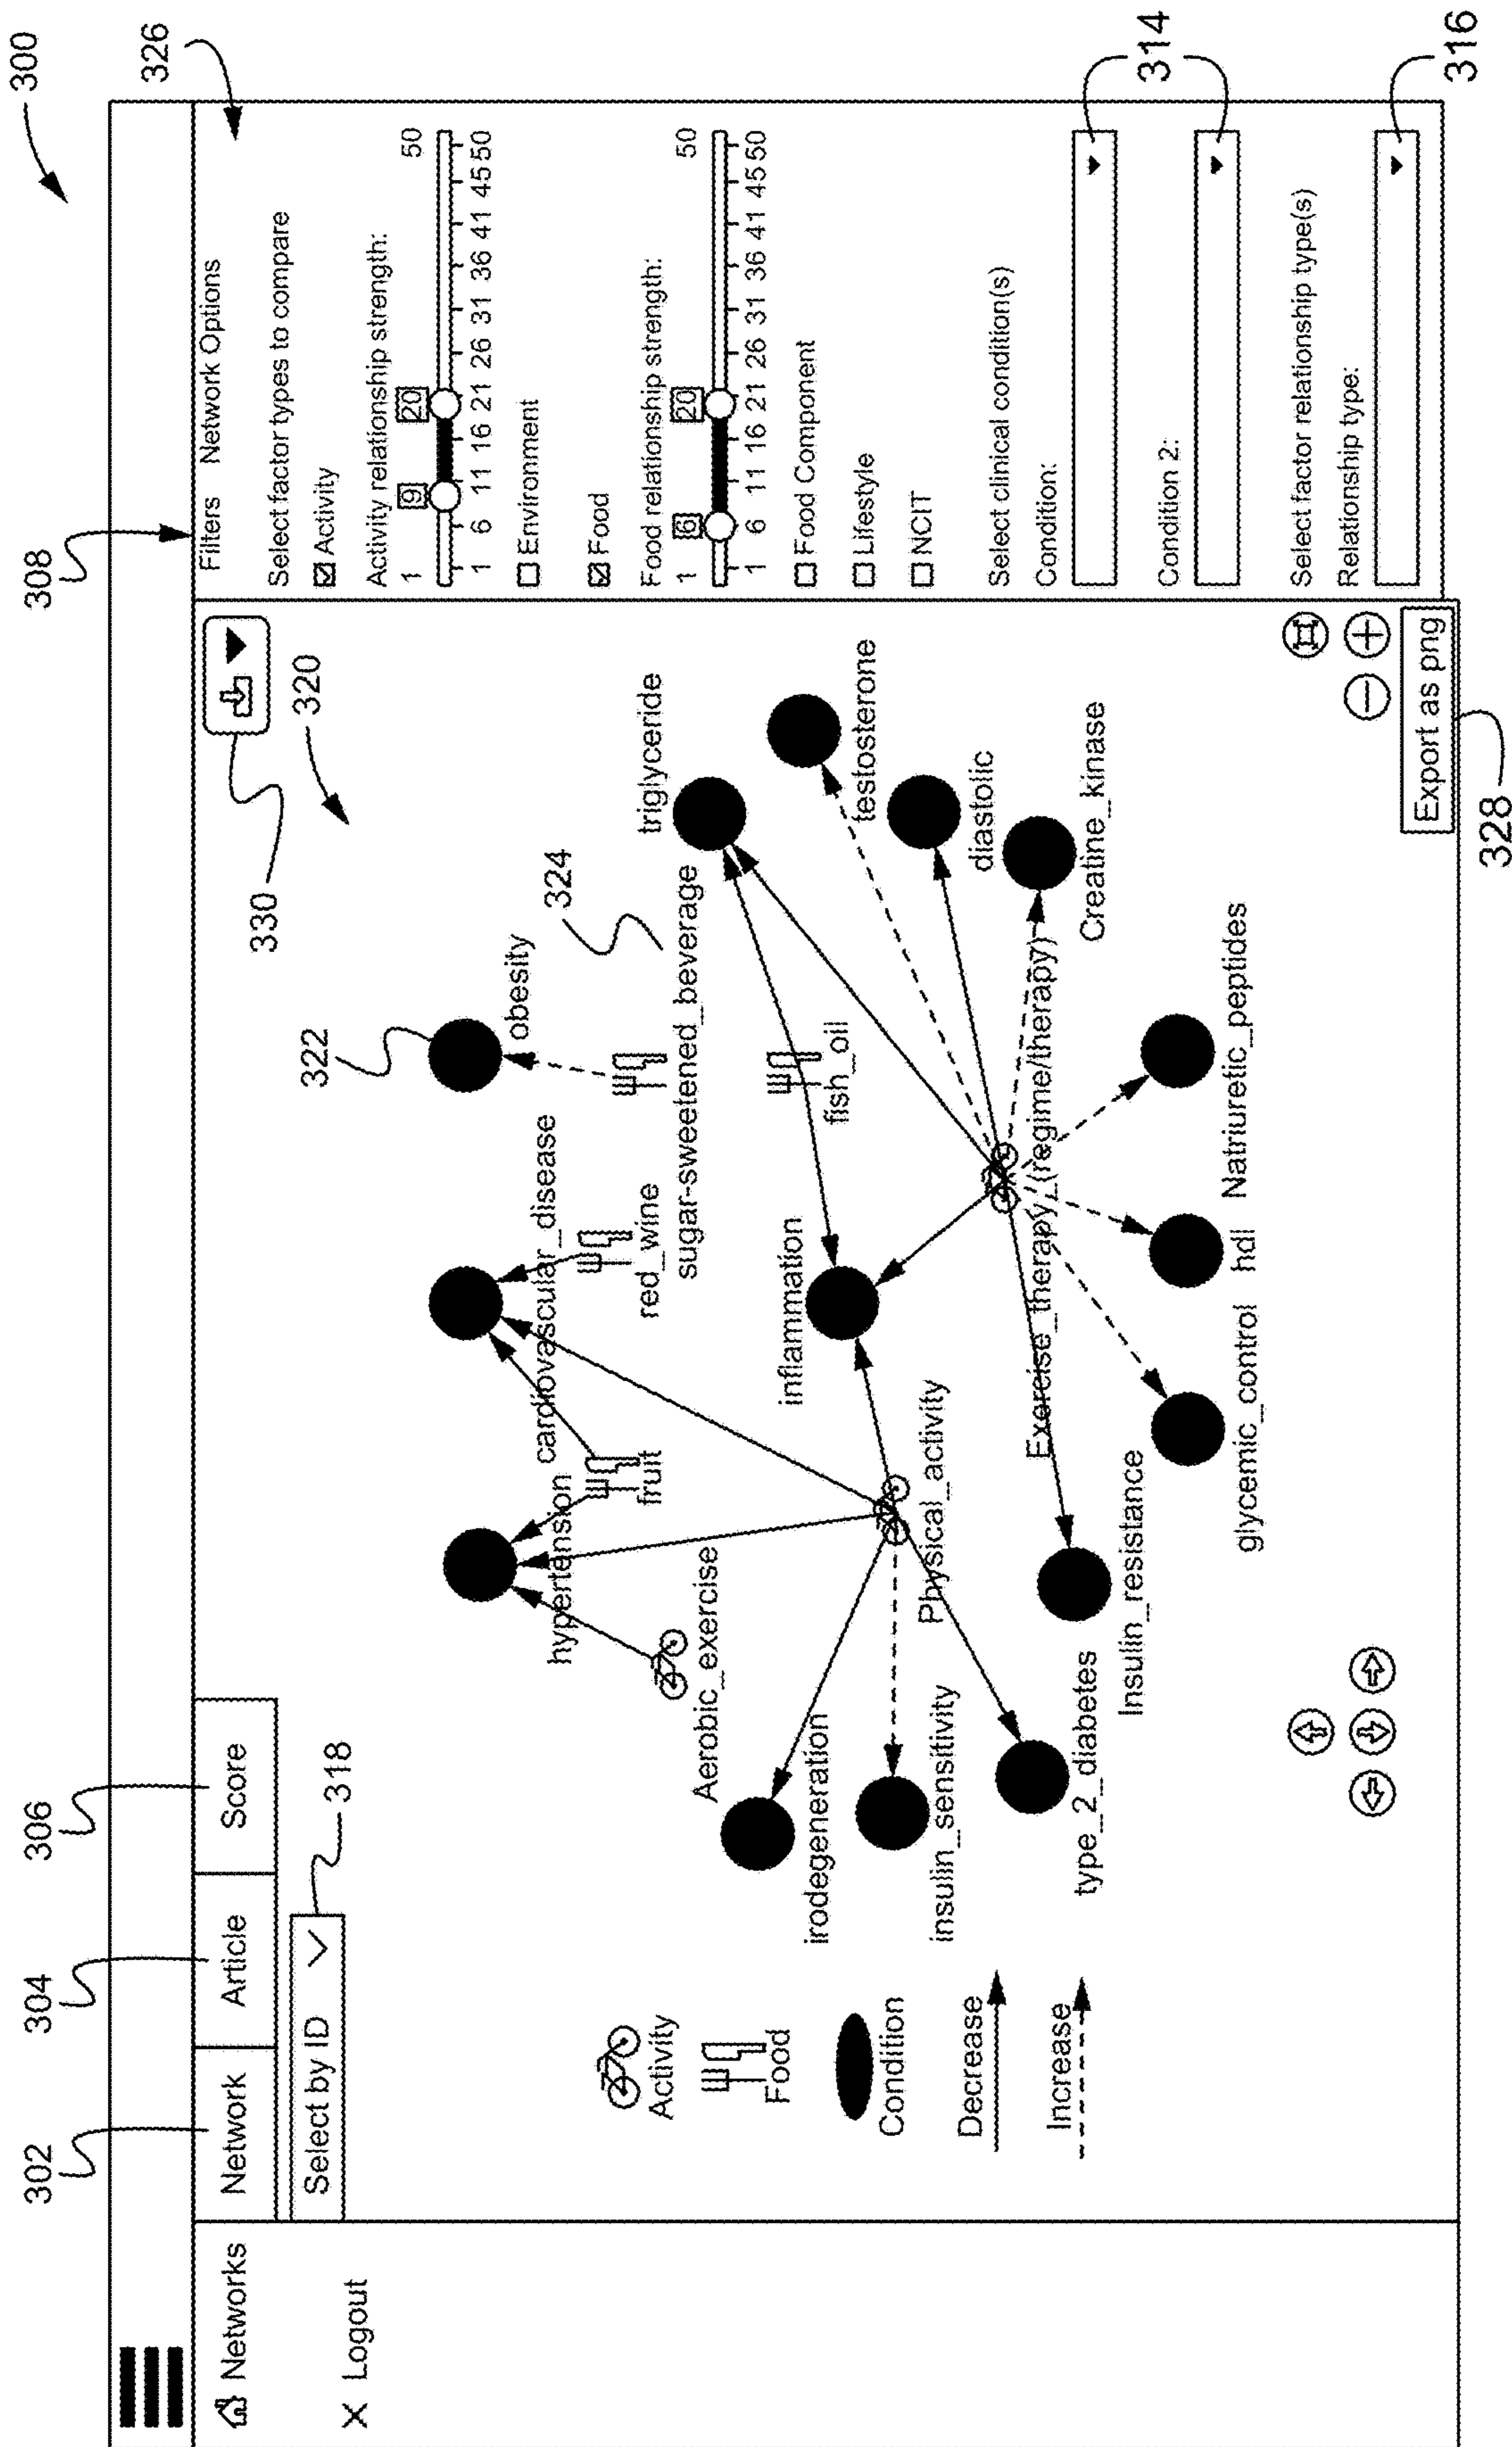 300
302
304
306
308
326
Networks
Logout
Network
Article
Score
Select by ID
318
330
320
Activity
Food
Condition
Decrease
Increase
hypertension
cardiovascular_disease
322
obesity
fruit
red_wine
324
sugar-sweetened_beverage
triglyceride
Aerobic_exercise
fish_oil
testosterone
irodegeneration
inflammation
insulin_sensitivity
Physical_activity
diastolic
type_2_diabetes
Exercise_therapy_(regime/therapy)
Creatine_kinase
Insulin_resistance
glycemic_control
hdl
Natriuretic_peptides
Export as png
328
Filters Network Options
Select factor types to compare
Activity
Activity relationship strength:
1 9 20 50
1 6 11 16 21 26 31 36 41 45 50
Environment
Food
Food relationship strength:
1 6 20 50
1 6 11 16 21 26 31 36 41 45 50
Food Component
Lifestyle
NCIT
Select clinical condition(s)
Condition:
314
Condition 2:
Select factor relationship type(s)
Relationship type:
316